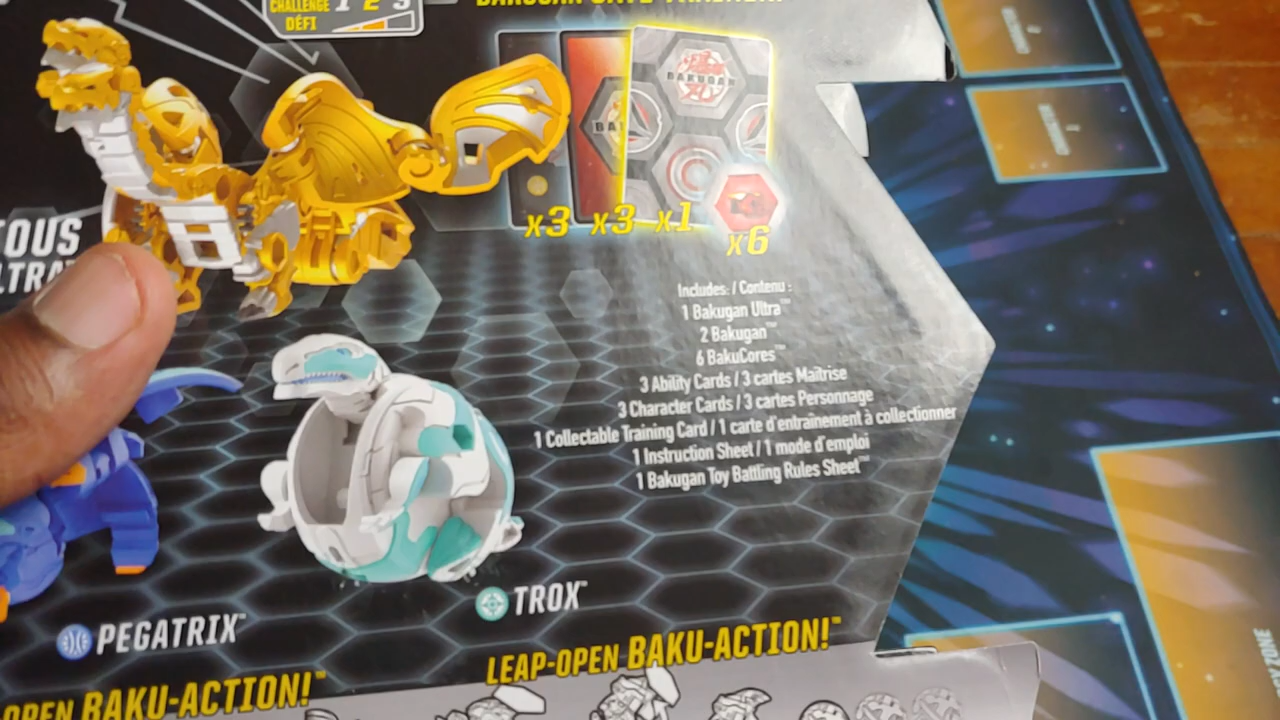 CHALLENGE 1 2 3
DÉFI
BAKUGAN
x3 x3 x1
x6
Includes: / Contenu :
1 Bakugan Ultra™
2 Bakugan™
6 BakuCores™
3 Ability Cards / 3 cartes Maîtrise
3 Character Cards / 3 cartes Personnage
1 Collectable Training Card / 1 carte d'entraînement à collectionner
1 Instruction Sheet / 1 mode d'emploi
1 Bakugan Toy Battling Rules Sheet™
TROX™
PEGATRIX™
LEAP-OPEN BAKU-ACTION!™
OPEN BAKU-ACTION!™